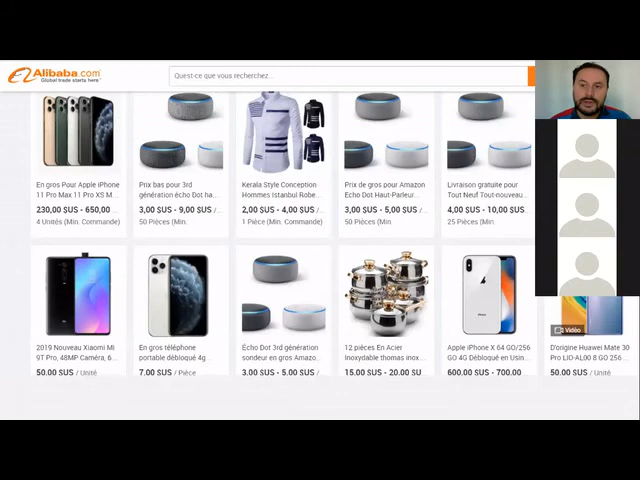 Alibaba.com
Global trade starts here.™
Quest-ce que vous recherchez...
En gros Pour Apple iPhone
11 Pro Max 11 Pro XS M...
230,00 $US - 650,00 ...
4 Unités (Min. Commande)
Prix bas pour 3rd
génération écho Dot ha...
3,00 $US - 9,00 $US /...
50 Pièces (Min.
Kerala Style Conception
Hommes Istanbul Robe...
2,00 $US - 4,00 $US /...
1 Pièce (Min. Commande)
Prix de gros pour Amazon
Echo Dot Haut-Parleur...
3,00 $US - 5,00 $US /...
50 Pièces (Min.
Livraison gratuite pour
Tout Neuf Tout-nouveau...
4,00 $US - 10,00 $US ...
25 Pièces (Min.
2019 Nouveau Xiaomi Mi
9T Pro, 48MP Caméra, 6...
50.00 $US / Unité
En gros téléphone
portable débloqué 4g...
7.00 $US / Pièce
Écho Dot 3rd génération
sondeur en gros Amazo...
3.00 $US - 5.00 $US /...
12 pièces En Acier
Inoxydable thomas inox...
15.00 $US - 20.00 $U...
Apple iPhone X 64 GO/256
GO 4G Débloqué en Usin...
600.00 $US - 700.00 ...
Vidéo
D'origine Huawei Mate 30
Pro LIO-AL00 8 GO 256 ...
50.00 $US / Unité